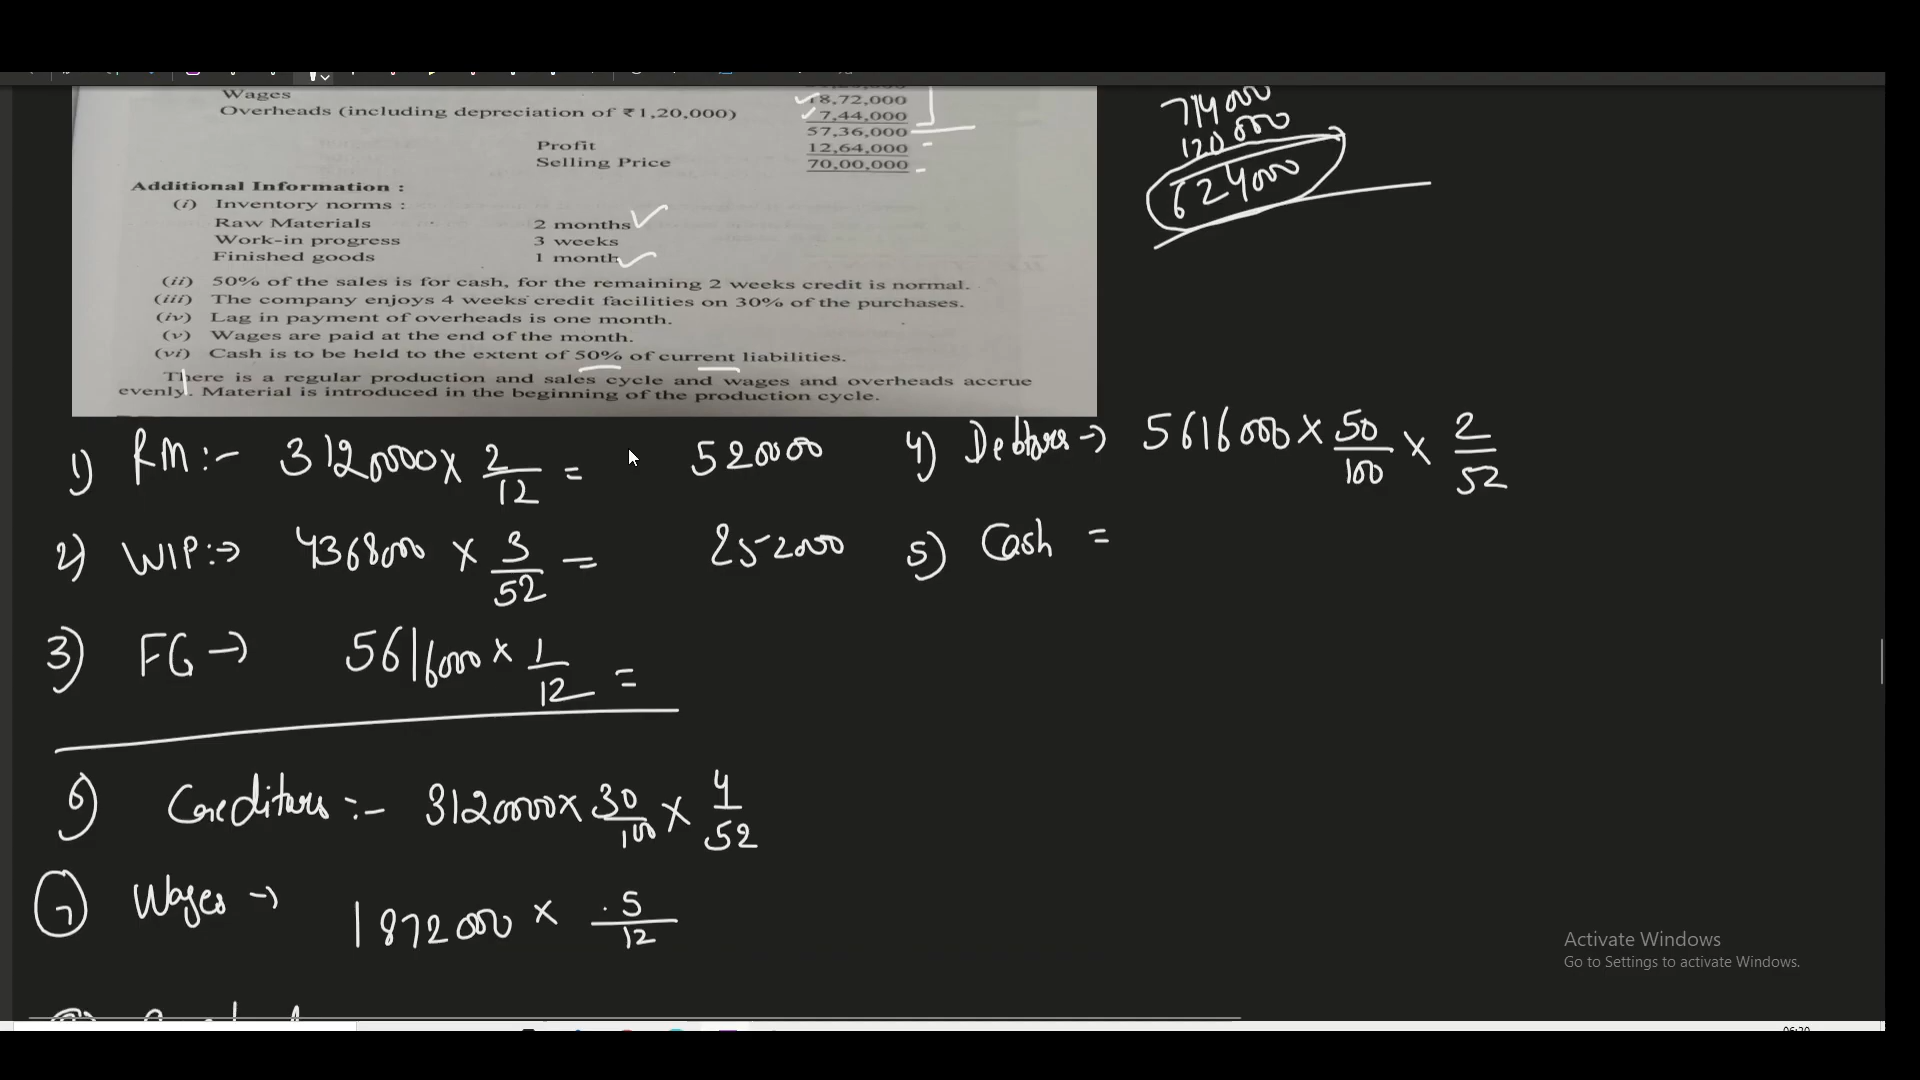 Wages 18,72,000
Overheads (including depreciation of ₹1,20,000) 7,44,000
57,36,000
Profit 12,64,000
Selling Price 70,00,000
Additional Information :
(i) Inventory norms :
Raw Materials 2 months
Work-in progress 3 weeks
Finished goods 1 month
(ii) 50% of the sales is for cash, for the remaining 2 weeks credit is normal.
(iii) The company enjoys 4 weeks credit facilities on 30% of the purchases.
(iv) Lag in payment of overheads is one month.
(v) Wages are paid at the end of the month.
(vi) Cash is to be held to the extent of 50% of current liabilities.
There is a regular production and sales cycle and wages and overheads accrue
evenly. Material is introduced in the beginning of the production cycle.
744000
120000
624000
1) RM :- 3120000 x 2/12 = 520000
2) WIP :→ 4368000 x 3/52 = 252000
3) FG → 5616000 x 1/12 =
4) Debtors → 5616000 x 50/100 x 2/52
5) Cash =
6) Creditors :- 3120000 x 30/100 x 4/52
7 Wages → 1872000 x .5/12
Activate Windows
Go to Settings to activate Windows.